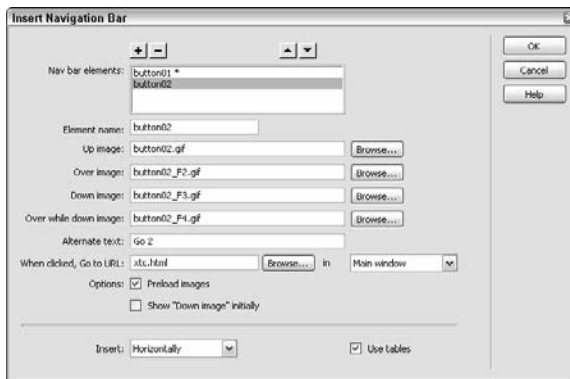 Insert Navigation Bar
OK
Cancel
Help
Nav bar elements:
button01 *
button02
Element name: button02
Up image: button02.gif Browse...
Over image: button02_F2.gif Browse...
Down image: button02_F3.gif Browse...
Over while down image: button02_F4.gif Browse...
Alternate text: Go 2
When clicked, Go to URL: xtc.html Browse... in Main window
Options: Preload images
Show "Down image" initially
Insert: Horizontally Use tables